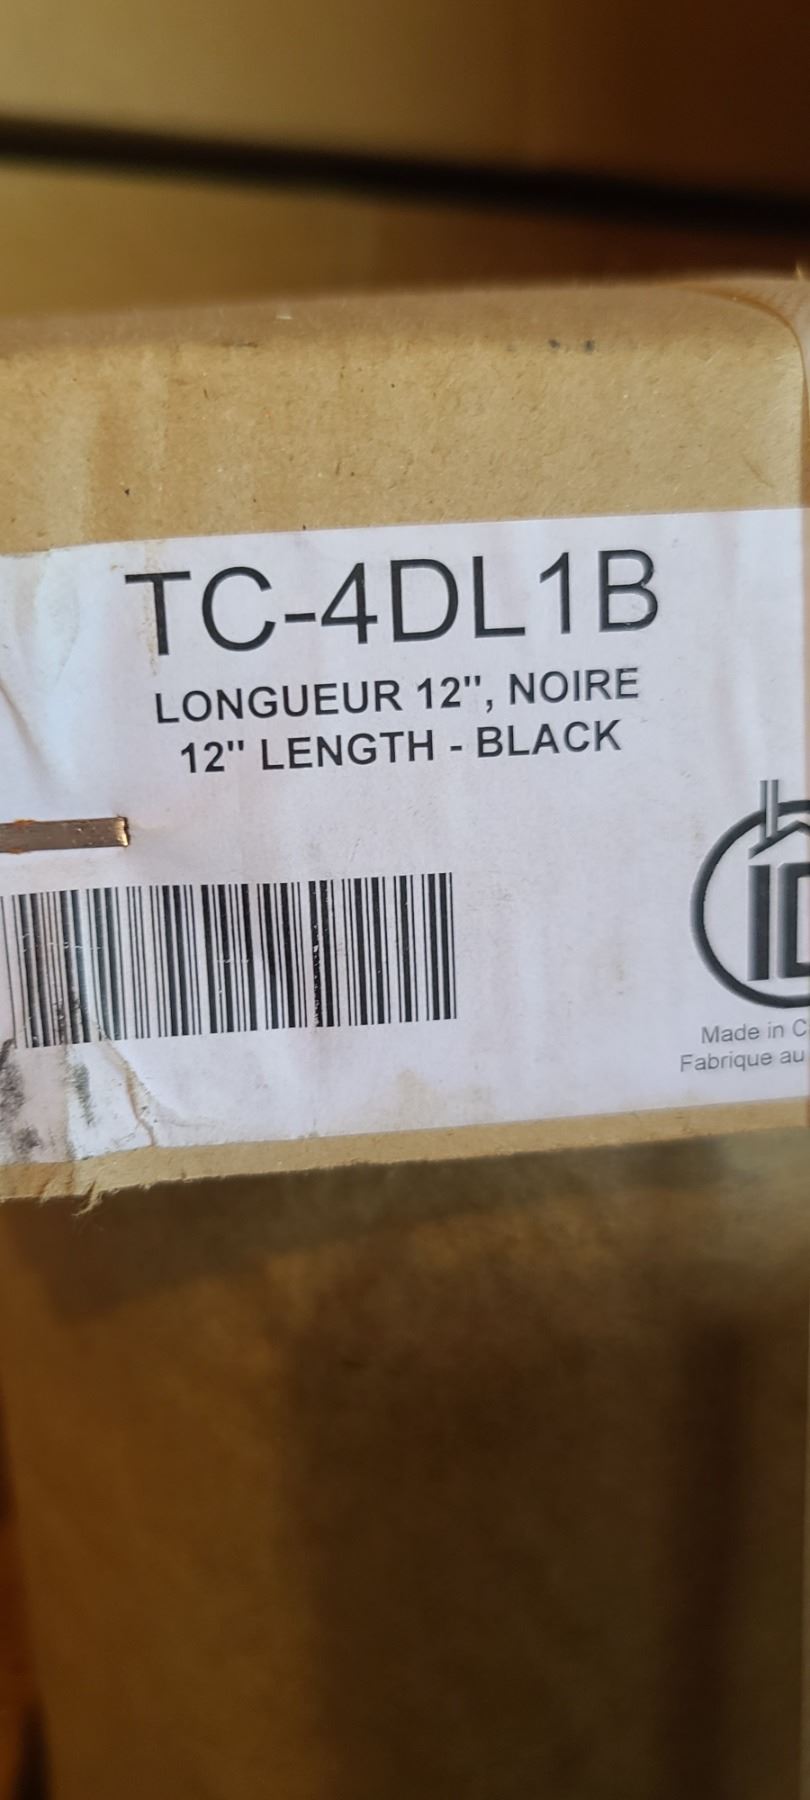 TC-4DL1B
LONGUEUR 12", NOIRE
12" LENGTH - BLACK
Made in
Fabrique au